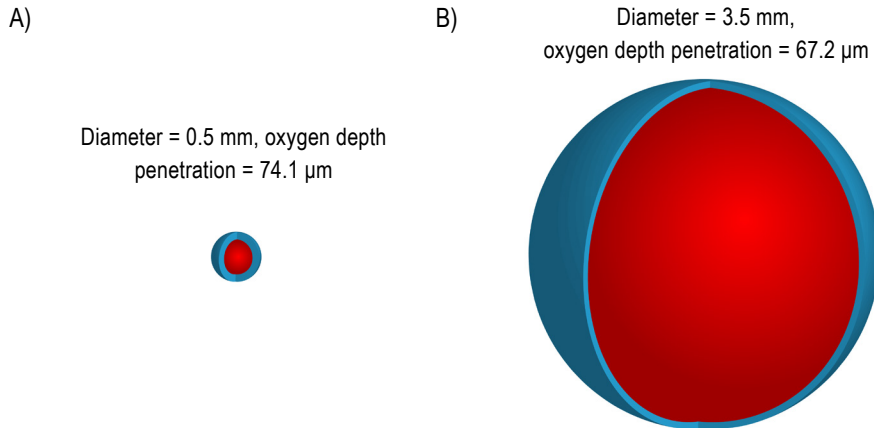 A)
Diameter = 0.5 mm, oxygen depth
penetration = 74.1 µm
B)
Diameter = 3.5 mm,
oxygen depth penetration = 67.2 µm